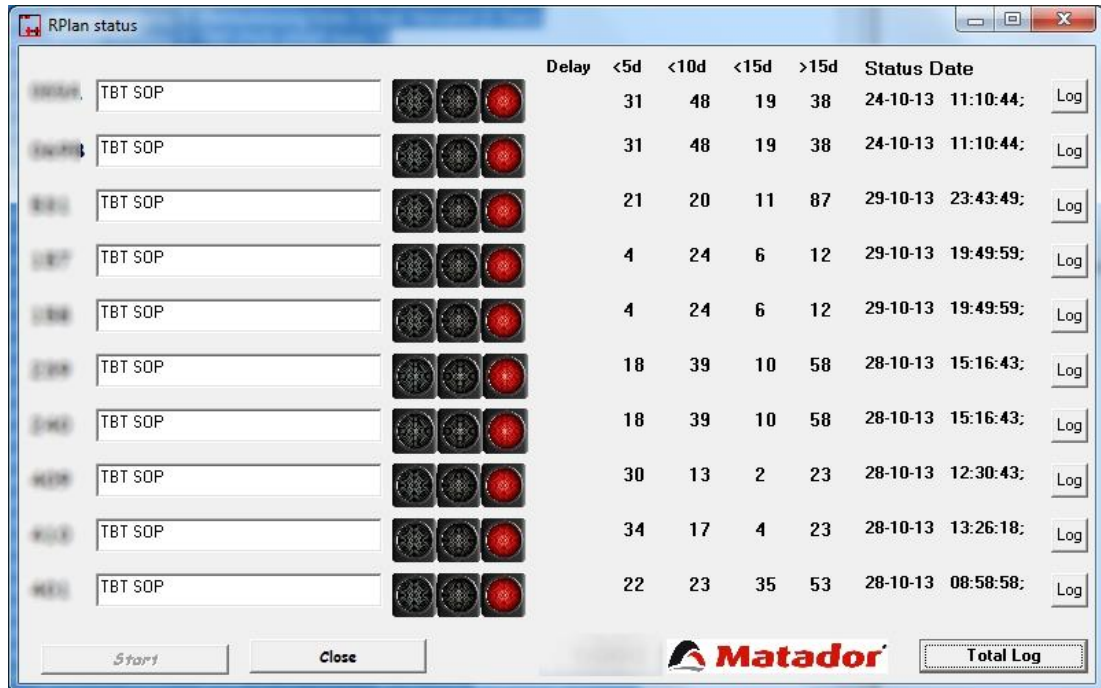 RPlan status
Delay <5d <10d <15d >15d Status Date
TBT SOP 31 48 19 38 24-10-13 11:10:44; Log
TBT SOP 31 48 19 38 24-10-13 11:10:44; Log
TBT SOP 21 20 11 87 29-10-13 23:43:49; Log
TBT SOP 4 24 6 12 29-10-13 19:49:59; Log
TBT SOP 4 24 6 12 29-10-13 19:49:59; Log
TBT SOP 18 39 10 58 28-10-13 15:16:43; Log
TBT SOP 18 39 10 58 28-10-13 15:16:43; Log
TBT SOP 30 13 2 23 28-10-13 12:30:43; Log
TBT SOP 34 17 4 23 28-10-13 13:26:18; Log
TBT SOP 22 23 35 53 28-10-13 08:58:58; Log
Start Close Matador Total Log